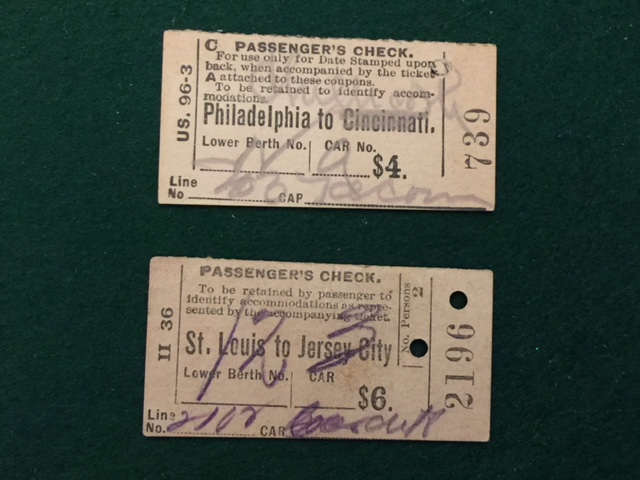 C PASSENGER'S CHECK.
For use only for Date Stamped upon
back, when accompanied by the ticket
A attached to these coupons.
To be retained to identify accom-
modations.
Philadelphia to Cincinnati.
Lower Berth No. CAR No.
$4.
Line
No. CAP
US. 96-3
739
PASSENGER'S CHECK.
To be retained by passenger to
identify accommodations as repre-
sented by the accompanying ticket.
12 3
St. Louis to Jersey City
Lower Berth No. CAR
$6.
Line
No. 2102 CAR
II 36
No. Persons 2
2196